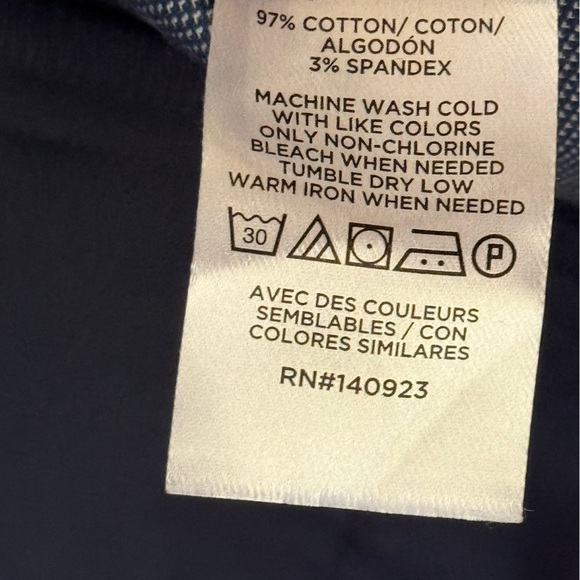 97% COTTON/ COTON/
ALGODÓN
3% SPANDEX
MACHINE WASH COLD
WITH LIKE COLORS
ONLY NON-CHLORINE
BLEACH WHEN NEEDED
TUMBLE DRY LOW
WARM IRON WHEN NEEDED
30 P
AVEC DES COULEURS
SEMBLABLES / CON
COLORES SIMILARES
RN#140923